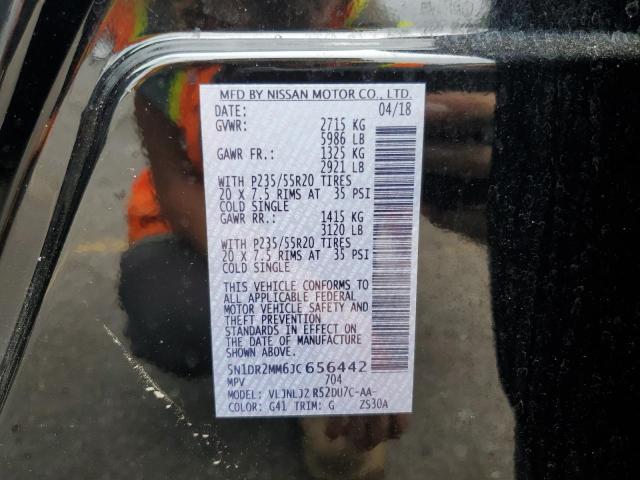 MFD BY NISSAN MOTOR CO., LTD.
DATE: 04/18
GVWR: 2715 KG
5986 LB
GAWR FR.: 1325 KG
2921 LB
WITH P235/55R20 TIRES
20 X 7.5 RIMS AT 35 PSI
COLD SINGLE
GAWR RR.: 1415 KG
3120 LB
WITH P235/55R20 TIRES
20 X 7.5 RIMS AT 35 PSI
COLD SINGLE
THIS VEHICLE CONFORMS TO
ALL APPLICABLE FEDERAL
MOTOR VEHICLE SAFETY AND
THEFT PREVENTION
STANDARDS IN EFFECT ON
THE DATE OF MANUFACTURE
SHOWN ABOVE.
5N1DR2MM6JC656442
MPV 704
MODEL: VLJNLJZ R52DU7C-AA-
COLOR: G41 TRIM: G ZS30A